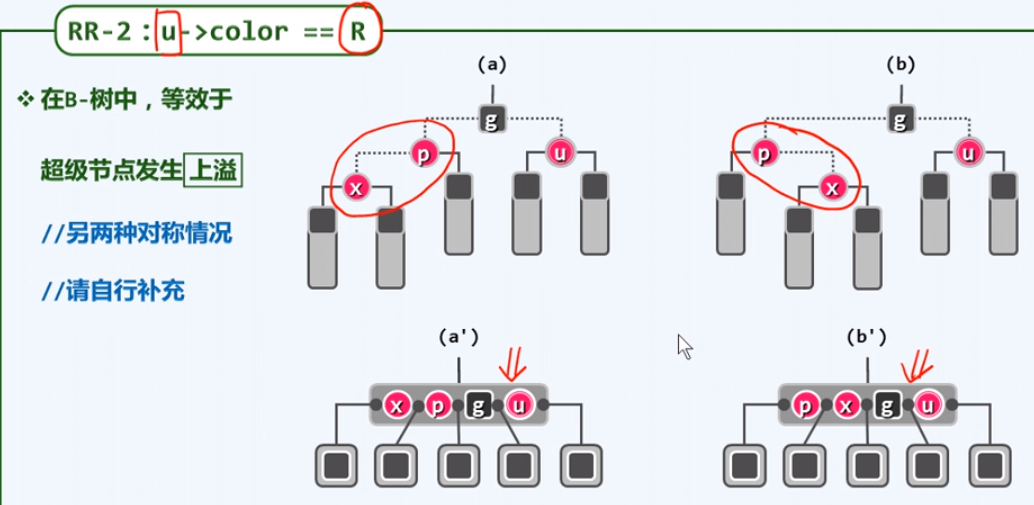 RR-2：u->color == R
❖ 在B-树中，等效于
超级节点发生上溢
//另两种对称情况
//请自行补充
(a)
g
p
u
x
(b)
g
p
u
x
(a')
x p g u
(b')
p x g u